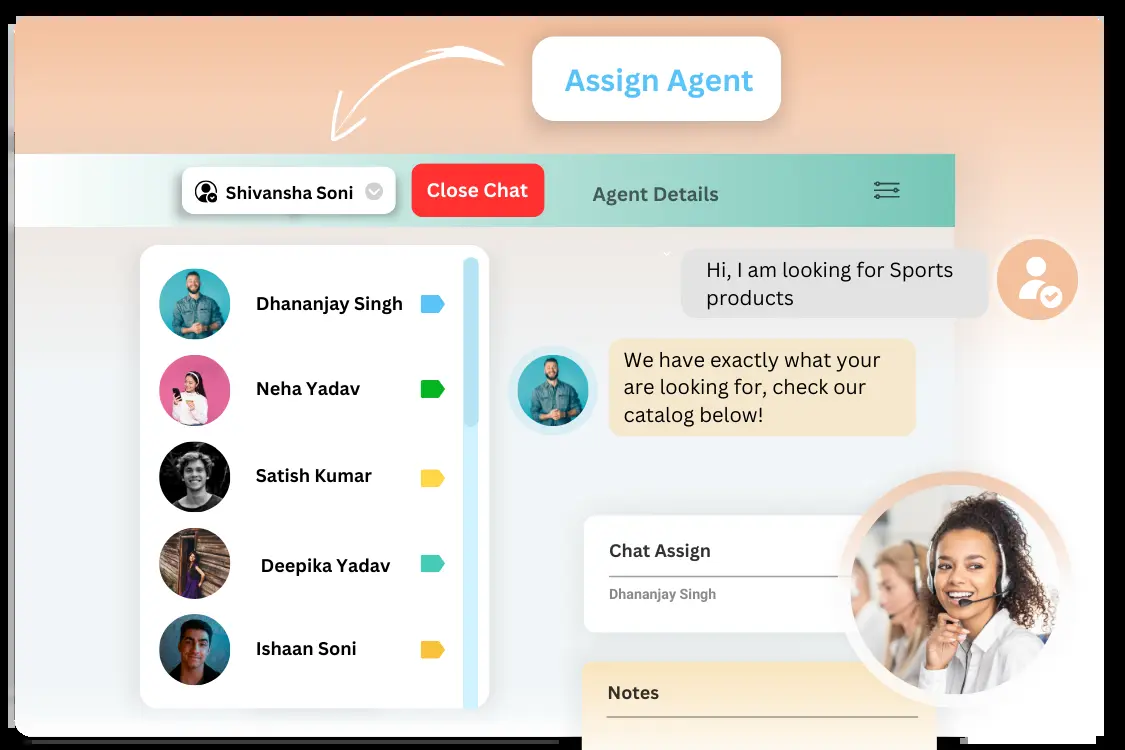 Assign Agent
Shivansha Soni
Close Chat
Agent Details
Dhananjay Singh
Neha Yadav
Satish Kumar
Deepika Yadav
Ishaan Soni
Hi, I am looking for Sports
products
We have exactly what your
are looking for, check our
catalog below!
Chat Assign
Dhananjay Singh
Notes